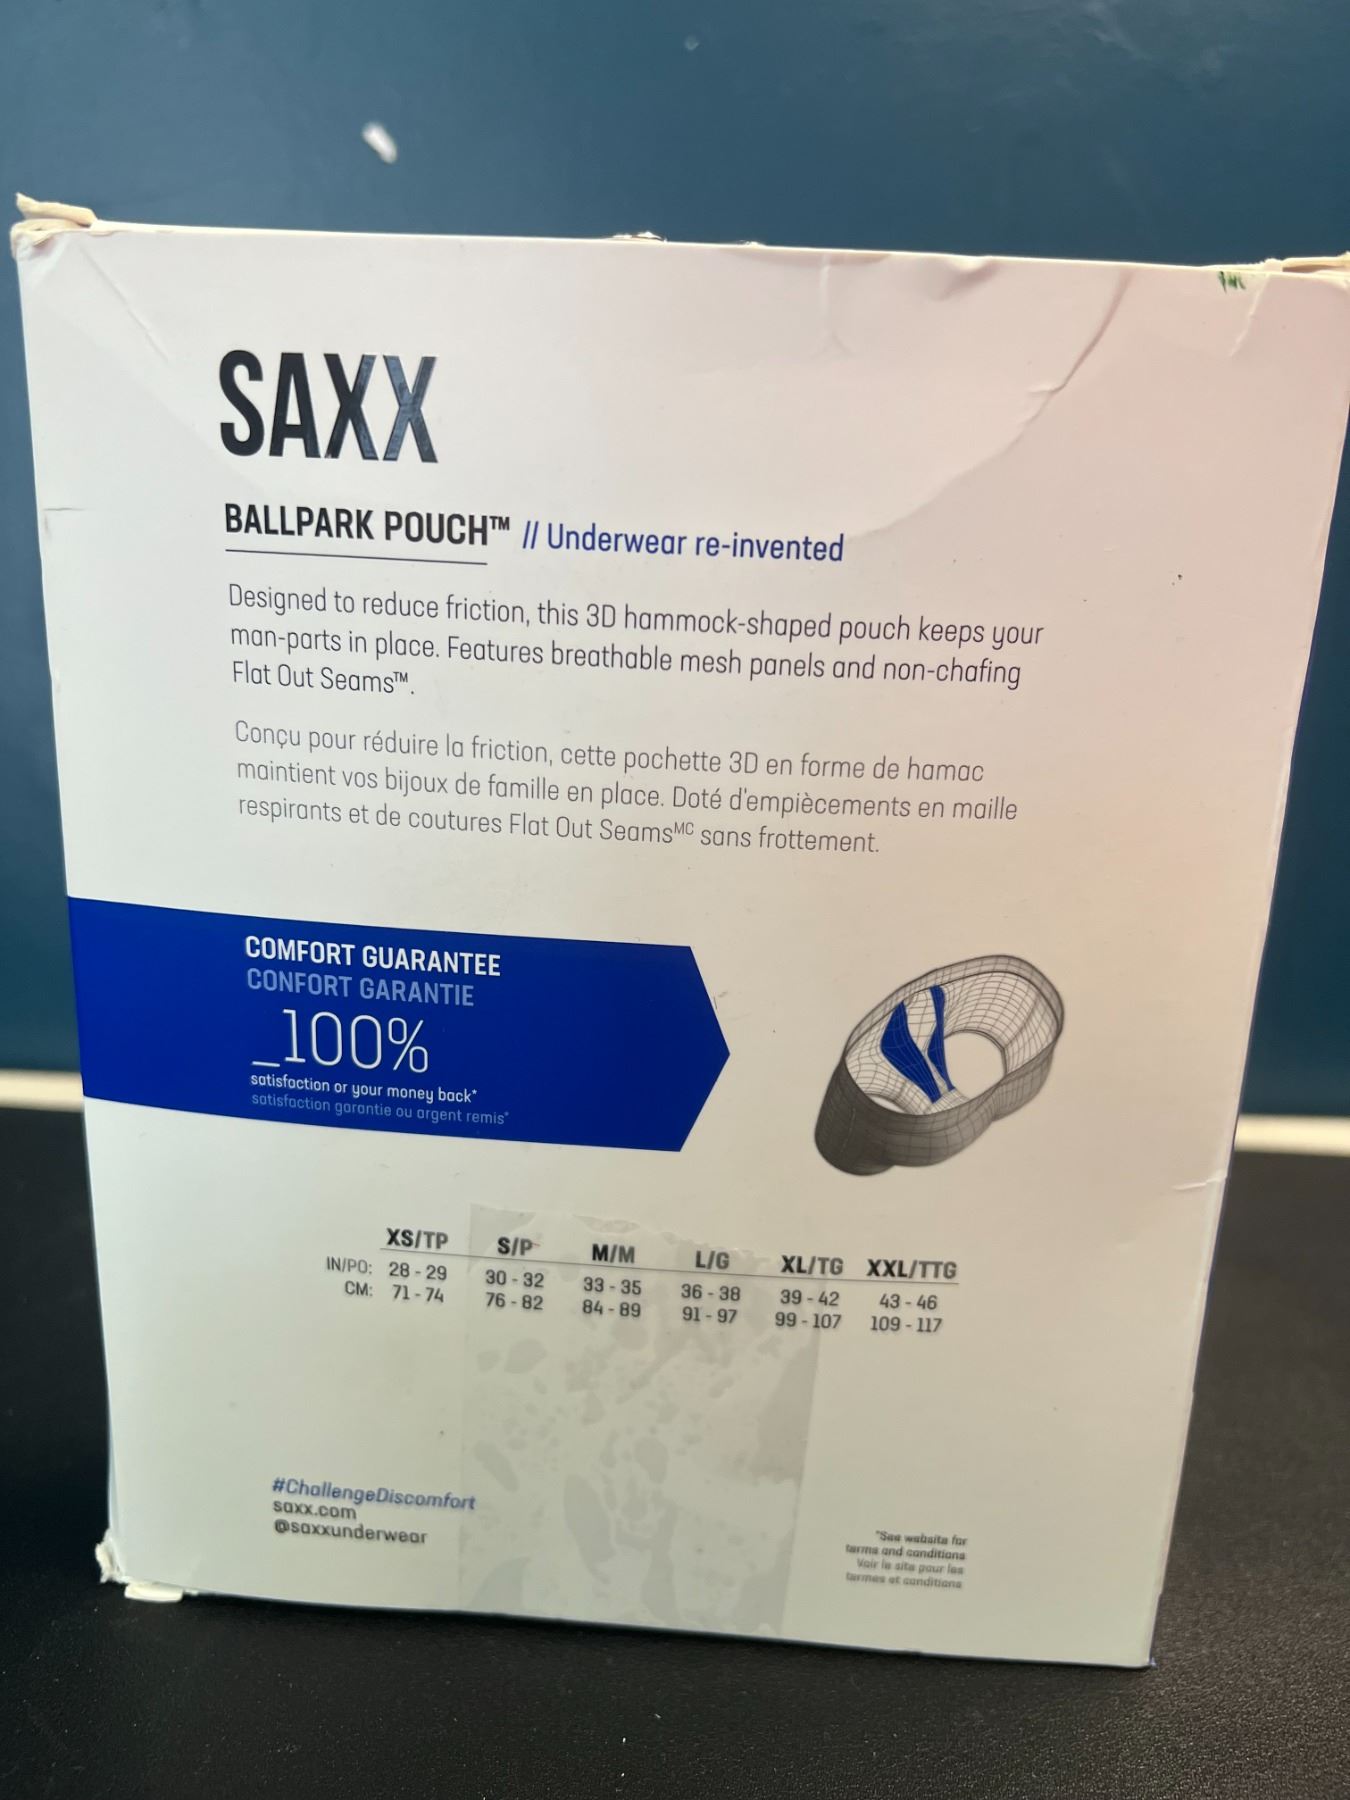 SAXX
BALLPARK POUCH™ // Underwear re-invented
Designed to reduce friction, this 3D hammock-shaped pouch keeps your
man-parts in place. Features breathable mesh panels and non-chafing
Flat Out Seams™.
Conçu pour réduire la friction, cette pochette 3D en forme de hamac
maintient vos bijoux de famille en place. Doté d'empiècements en maille
respirants et de coutures Flat Out Seamsᴹᶜ sans frottement.
COMFORT GUARANTEE
CONFORT GARANTIE
_100%
satisfaction or your money back*
satisfaction garantie ou argent remis*
XS/TP S/P M/M L/G XL/TG XXL/TTG
IN/PO: 28 - 29 30 - 32 33 - 35 36 - 38 39 - 42 43 - 46
CM: 71 - 74 76 - 82 84 - 89 91 - 97 99 - 107 109 - 117
#ChallengeDiscomfort
saxx.com
@saxxunderwear
*See website for
terms and conditions
Voir le site pour les
termes et conditions